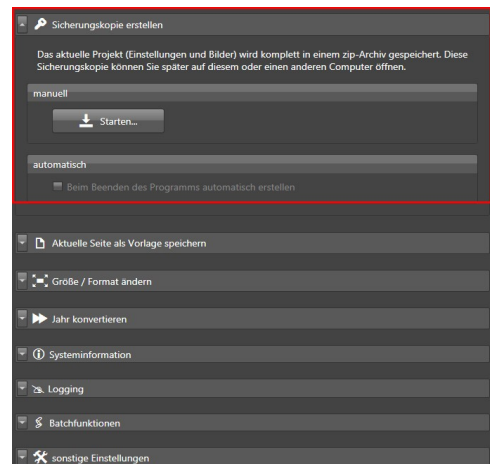 Sicherungskopie erstellen
Das aktuelle Projekt (Einstellungen und Bilder) wird komplett in einem zip-Archiv gespeichert. Diese
Sicherungskopie können Sie später auf diesem oder einen anderen Computer öffnen.
manuell
Starten...
automatisch
Beim Beenden des Programms automatisch erstellen
Aktuelle Seite als Vorlage speichern
Größe / Format ändern
Jahr konvertieren
Systeminformation
Logging
Batchfunktionen
sonstige Einstellungen